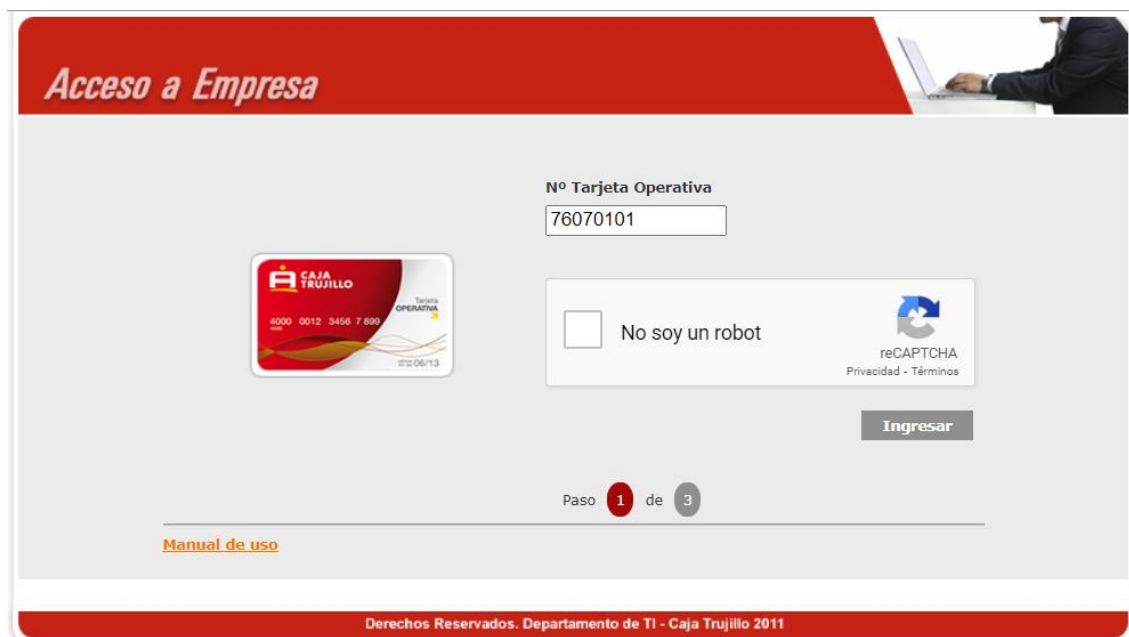 Acceso a Empresa
Nº Tarjeta Operativa
76070101
CAJA
TRUJILLO
Tarjeta
OPERATIVA
4000 0012 3456 7899
06/13
No soy un robot
reCAPTCHA
Privacidad - Términos
Ingresar
Paso 1 de 3
Manual de uso
Derechos Reservados. Departamento de TI - Caja Trujillo 2011